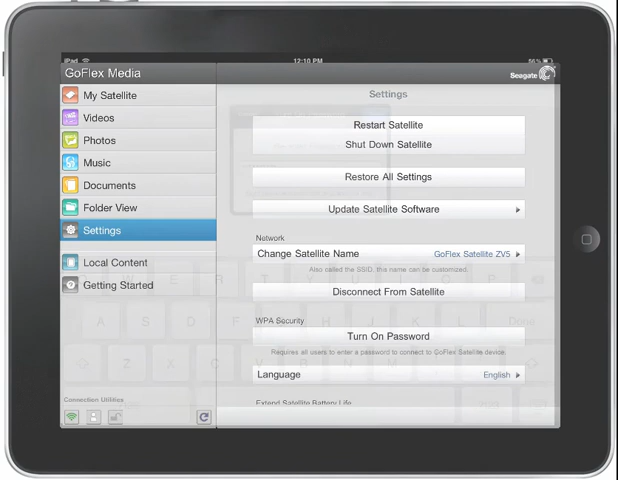 iPad 12:10 PM 56%
GoFlex Media
Seagate
My Satellite
Videos
Photos
Music
Documents
Folder View
Settings
Local Content
Getting Started
Connection Utilities
Settings
Restart Satellite
Shut Down Satellite
Restore All Settings
Update Satellite Software
Network
Change Satellite Name GoFlex Satellite ZV5
Also called the SSID, this name can be customized.
Disconnect From Satellite
WPA Security
Turn On Password
Requires all users to enter a password to connect to GoFlex Satellite device.
Language English
Extend Satellite Battery Life
W E R T Y
A S D F G H J K L Done
Z X C V